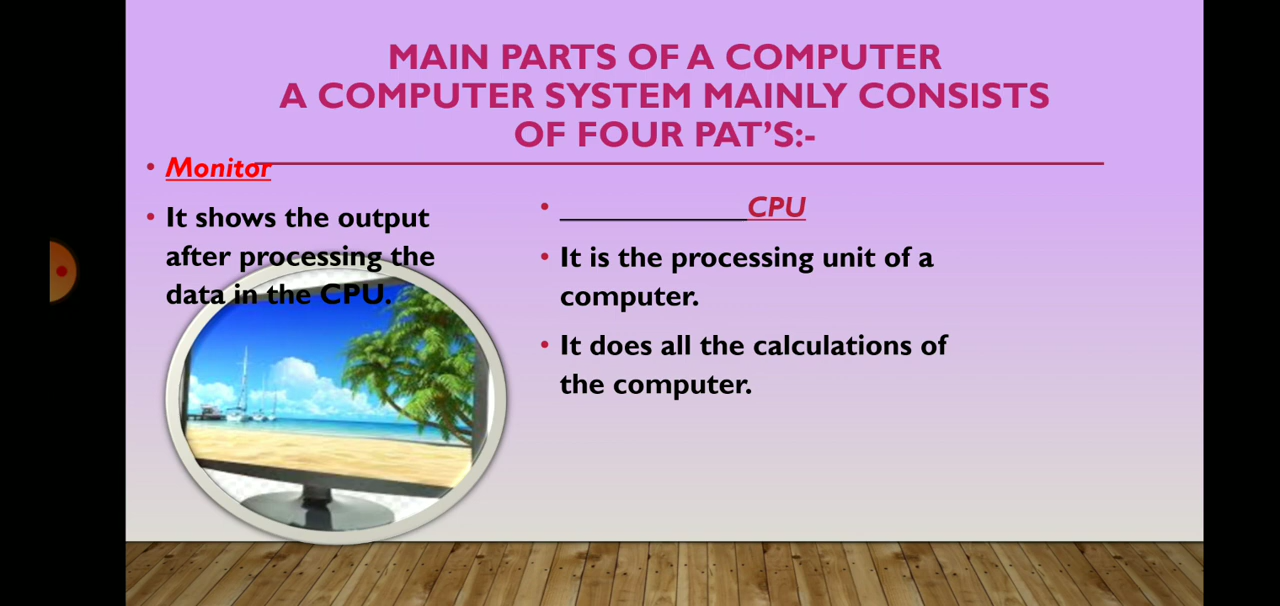 MAIN PARTS OF A COMPUTER
A COMPUTER SYSTEM MAINLY CONSISTS
OF FOUR PAT’S:-
• Monitor
• It shows the output
after processing the
data in the CPU.
• ____________CPU
• It is the processing unit of a
computer.
• It does all the calculations of
the computer.